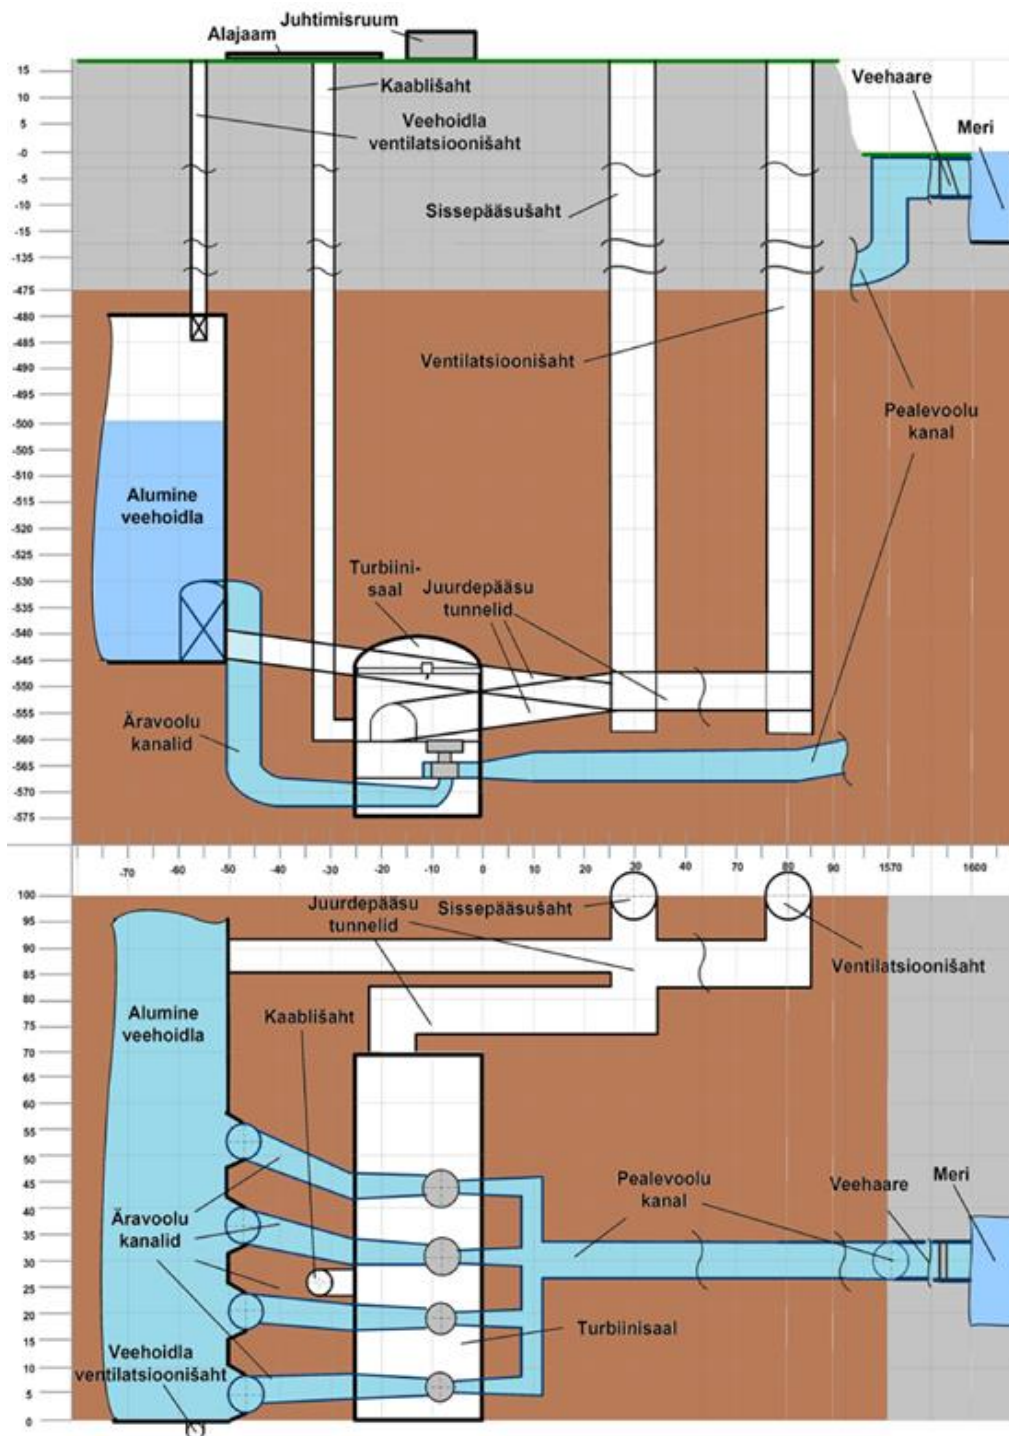 Juhtimisruum
Alajaam
Kaablišaht
Veehaare
Veehoidla
ventilatsioonišaht
Meri
Sissepääsušaht
Ventilatsioonišaht
Pealevoolu
kanal
Alumine
veehoidla
Turbiini-
saal
Juurdepääsu
tunnelid
Äravoolu
kanalid
15
10
5
-0
-5
-10
-15
-135
-475
-480
-485
-490
-495
-500
-505
-510
-515
-520
-525
-530
-535
-540
-545
-550
-555
-560
-565
-570
-575
-70 -60 -50 -40 -30 -20 -10 0 10 20 30 40 70 80 90 1570 1660
Juurdepääsu
tunnelid
Sissepääsušaht
Ventilatsioonišaht
Alumine
veehoidla
Kaablišaht
Pealevoolu
kanal
Veehaare
Meri
Äravoolu
kanalid
Turbiinisaal
Veehoidla
ventilatsioonišaht
100
95
90
85
80
75
70
65
60
55
50
45
40
35
30
25
20
15
10
5
0